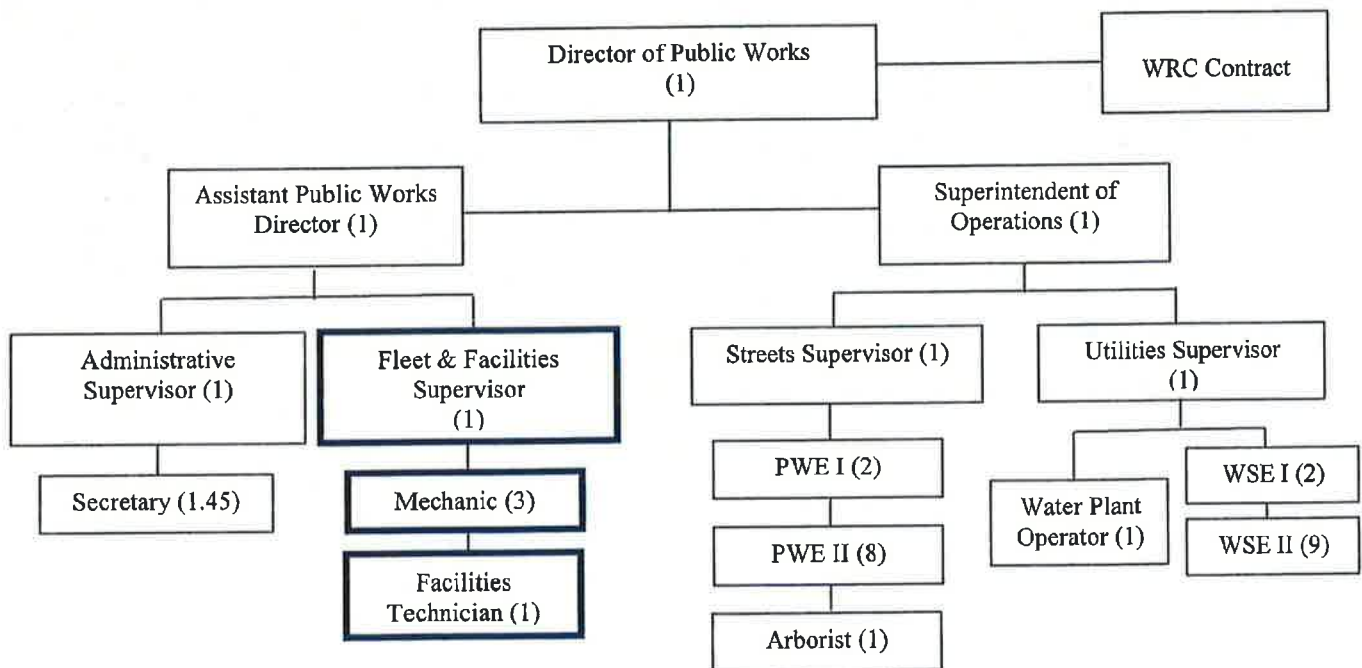 Director of Public Works
(1)
WRC Contract
Assistant Public Works
Director (1)
Superintendent of
Operations (1)
Administrative
Supervisor (1)
Fleet & Facilities
Supervisor
(1)
Streets Supervisor (1)
Utilities Supervisor
(1)
Secretary (1.45)
Mechanic (3)
Facilities
Technician (1)
PWE I (2)
PWE II (8)
Arborist (1)
Water Plant
Operator (1)
WSE I (2)
WSE II (9)